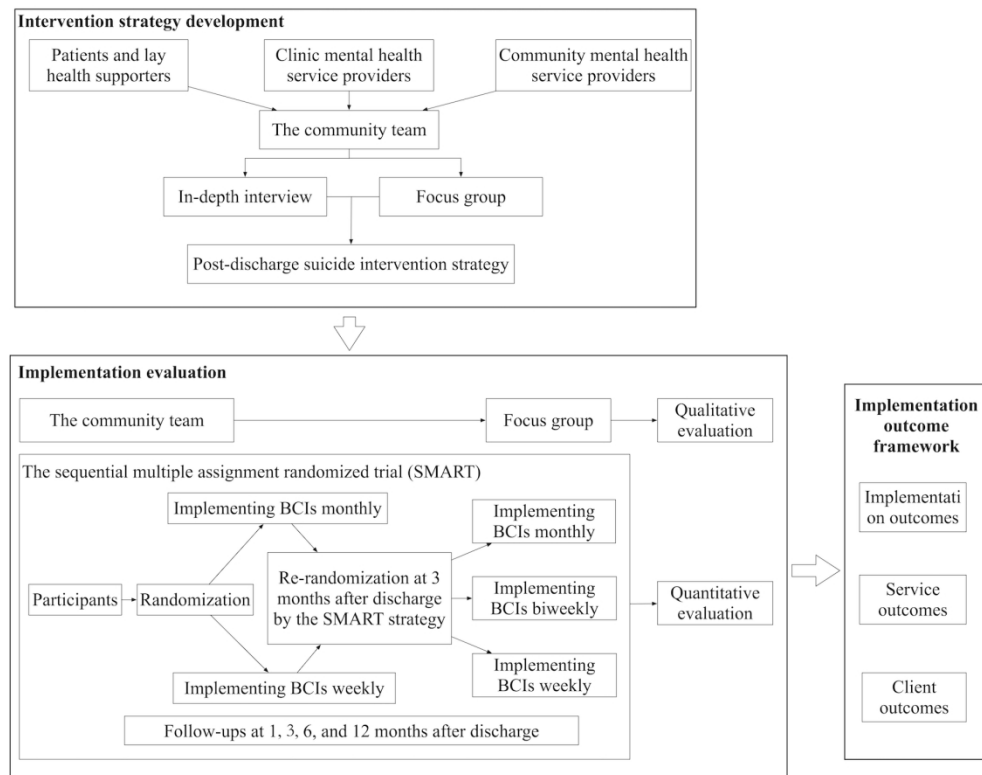 Intervention strategy development
Patients and lay
health supporters
Clinic mental health
service providers
Community mental health
service providers
The community team
In-depth interview
Focus group
Post-discharge suicide intervention strategy
Implementation evaluation
The community team
Focus group
Qualitative
evaluation
The sequential multiple assignment randomized trial (SMART)
Implementing BCIs monthly
Participants
Randomization
Implementing BCIs weekly
Re-randomization at 3
months after discharge
by the SMART strategy
Implementing
BCIs monthly
Implementing
BCIs biweekly
Implementing
BCIs weekly
Quantitative
evaluation
Follow-ups at 1, 3, 6, and 12 months after discharge
Implementation
outcome
framework
Implementati
on outcomes
Service
outcomes
Client
outcomes